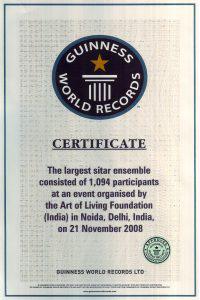 GUINNESS
WORLD RECORDS
CERTIFICATE
The largest sitar ensemble
consisted of 1,094 participants
at an event organised by
the Art of Living Foundation
(India) in Noida, Delhi, India,
on 21 November 2008
GUINNESS WORLD RECORDS LTD